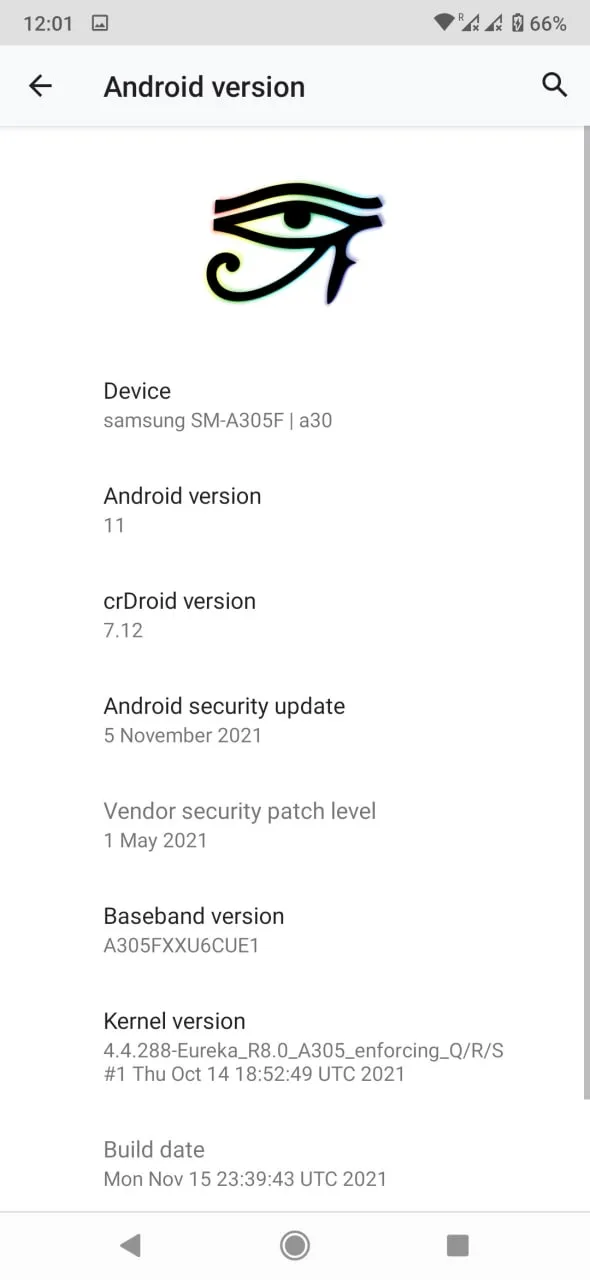 12:01 R 66%
Android version
Device
samsung SM-A305F | a30
Android version
11
crDroid version
7.12
Android security update
5 November 2021
Vendor security patch level
1 May 2021
Baseband version
A305FXXU6CUE1
Kernel version
4.4.288-Eureka_R8.0_A305_enforcing_Q/R/S
#1 Thu Oct 14 18:52:49 UTC 2021
Build date
Mon Nov 15 23:39:43 UTC 2021